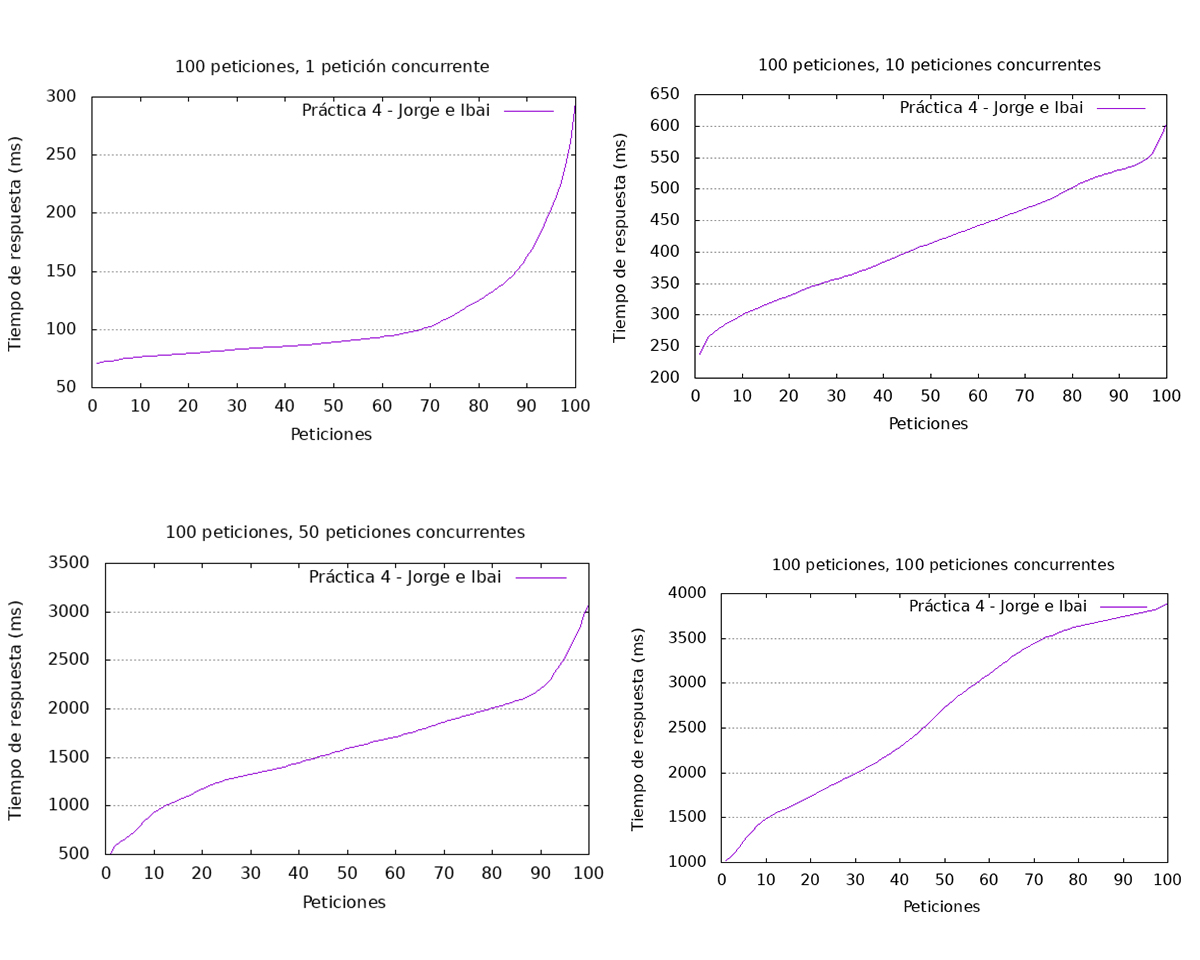 100 peticiones, 1 petición concurrente
Práctica 4 - Jorge e Ibai
Tiempo de respuesta (ms)
300
250
200
150
100
50
0 10 20 30 40 50 60 70 80 90 100
Peticiones
100 peticiones, 10 peticiones concurrentes
Práctica 4 - Jorge e Ibai
Tiempo de respuesta (ms)
650
600
550
500
450
400
350
300
250
200
0 10 20 30 40 50 60 70 80 90 100
Peticiones
100 peticiones, 50 peticiones concurrentes
Práctica 4 - Jorge e Ibai
Tiempo de respuesta (ms)
3500
3000
2500
2000
1500
1000
500
0 10 20 30 40 50 60 70 80 90 100
Peticiones
100 peticiones, 100 peticiones concurrentes
Práctica 4 - Jorge e Ibai
Tiempo de respuesta (ms)
4000
3500
3000
2500
2000
1500
1000
0 10 20 30 40 50 60 70 80 90 100
Peticiones